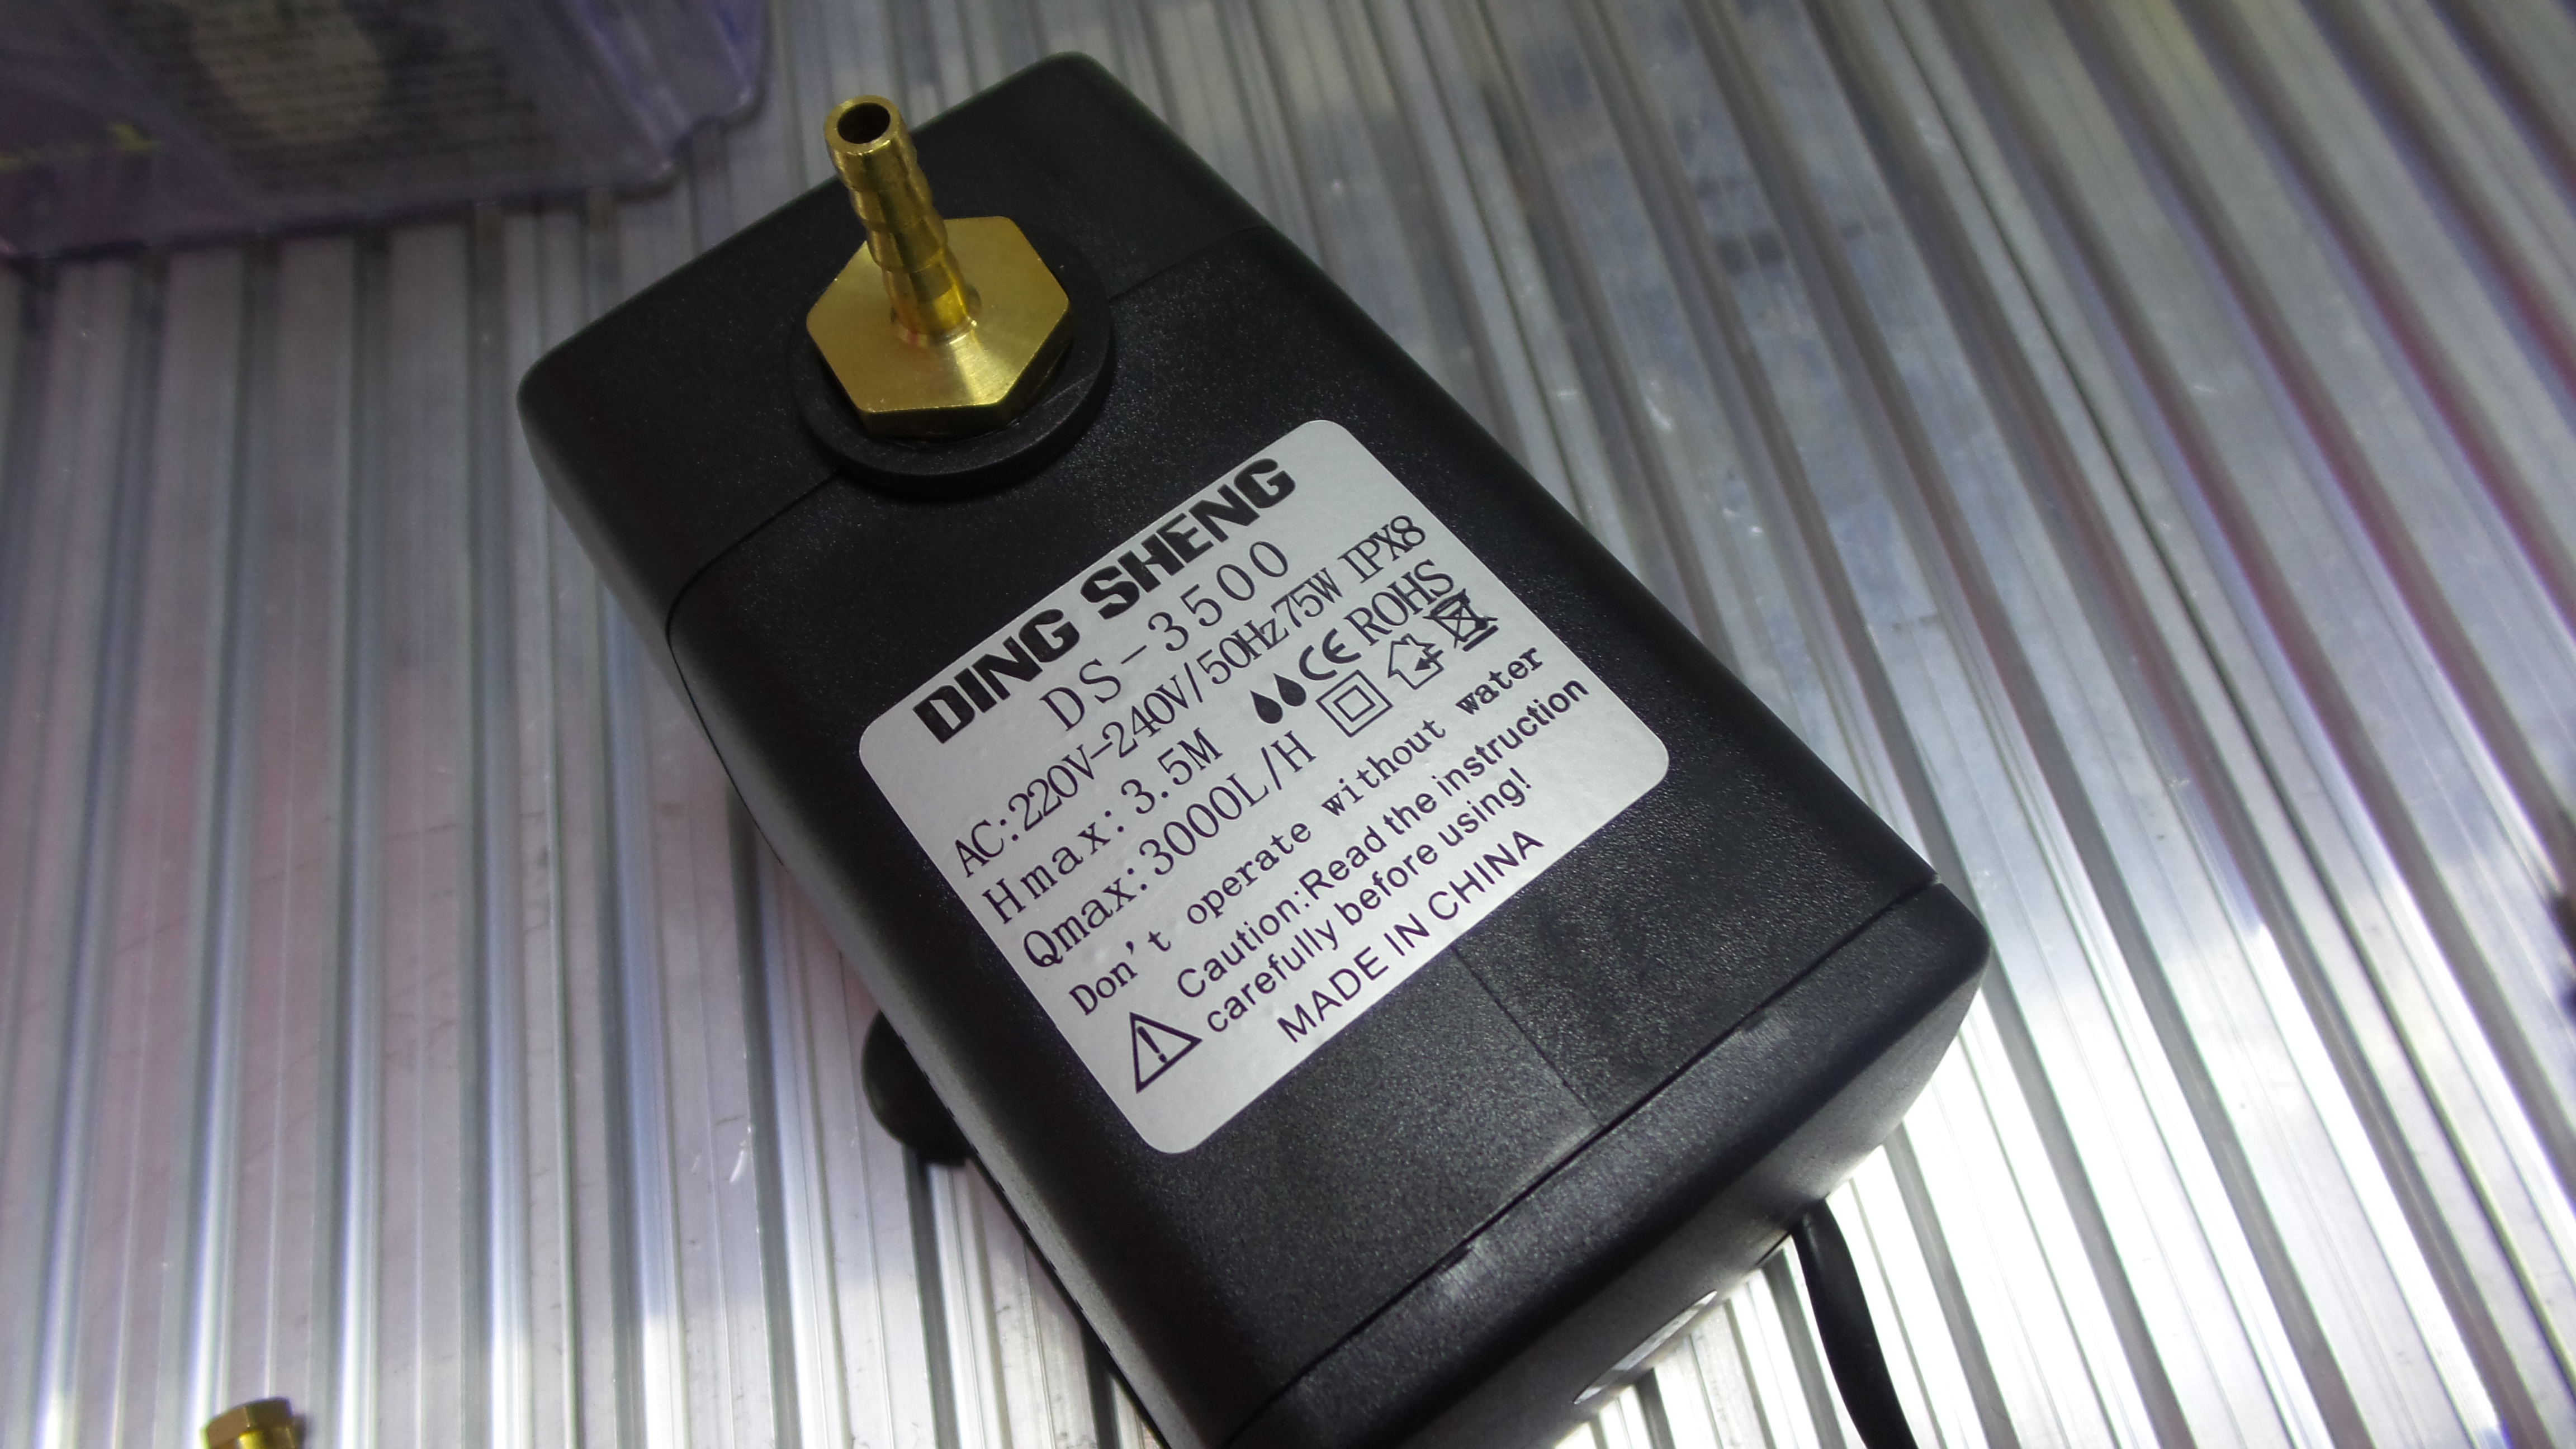 DING SHENG
DS-3500
AC:220V-240V/50Hz75W IPX8
Hmax:3.5M CE ROHS
Qmax:3000L/H
Don't operate without water
Caution:Read the instruction
carefully before using!
MADE IN CHINA